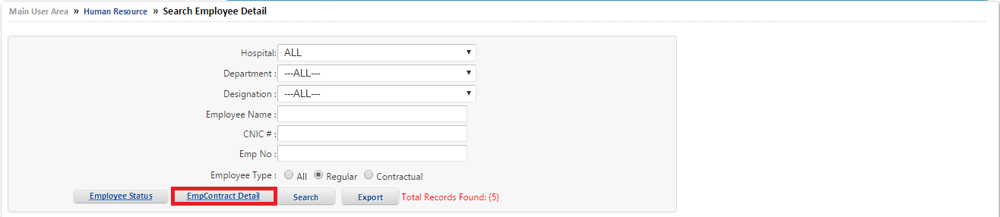 Main User Area » Human Resource » Search Employee Detail
Hospital: ALL
Department : ---ALL---
Designation : ---ALL---
Employee Name :
CNIC # :
Emp No :
Employee Type : All Regular Contractual
Employee Status EmpContract Detail Search Export Total Records Found: {5}